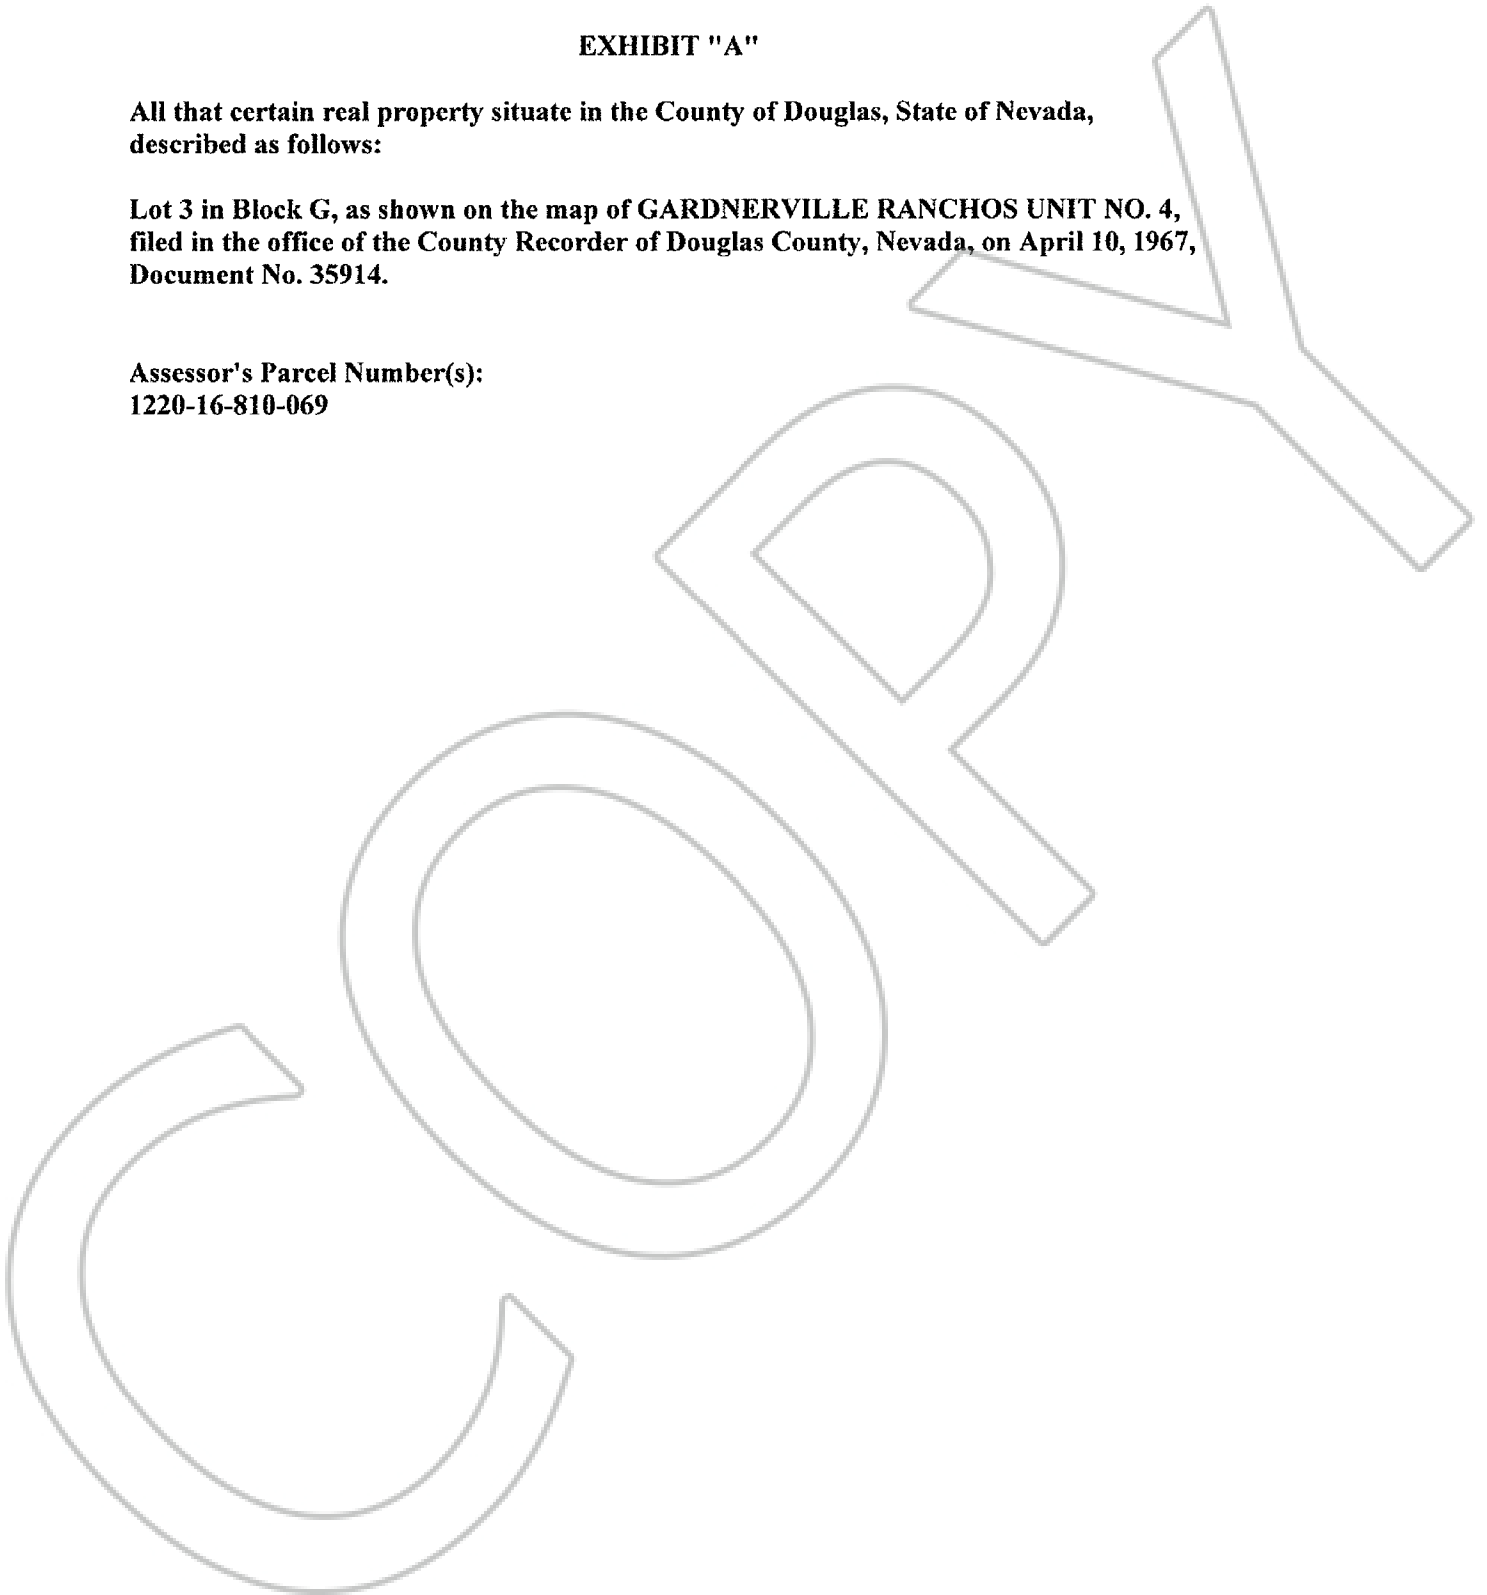 EXHIBIT "A"
All that certain real property situate in the County of Douglas, State of Nevada,
described as follows:
Lot 3 in Block G, as shown on the map of GARDNERVILLE RANCHOS UNIT NO. 4,
filed in the office of the County Recorder of Douglas County, Nevada, on April 10, 1967,
Document No. 35914.
Assessor's Parcel Number(s):
1220-16-810-069
COPY